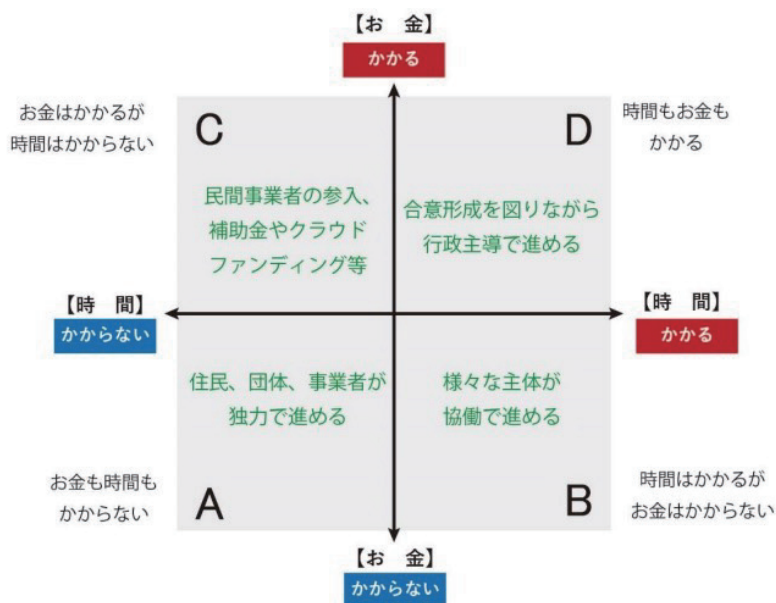 【お　金】
かかる
お金はかかるが
時間はかからない
C
D
時間もお金も
かかる
民間事業者の参入、
補助金やクラウド
ファンディング等
合意形成を図りながら
行政主導で進める
【時　間】
かからない
【時　間】
かかる
住民、団体、事業者が
独力で進める
様々な主体が
協働で進める
お金も時間も
かからない
A
B
時間はかかるが
お金はかからない
【お　金】
かからない